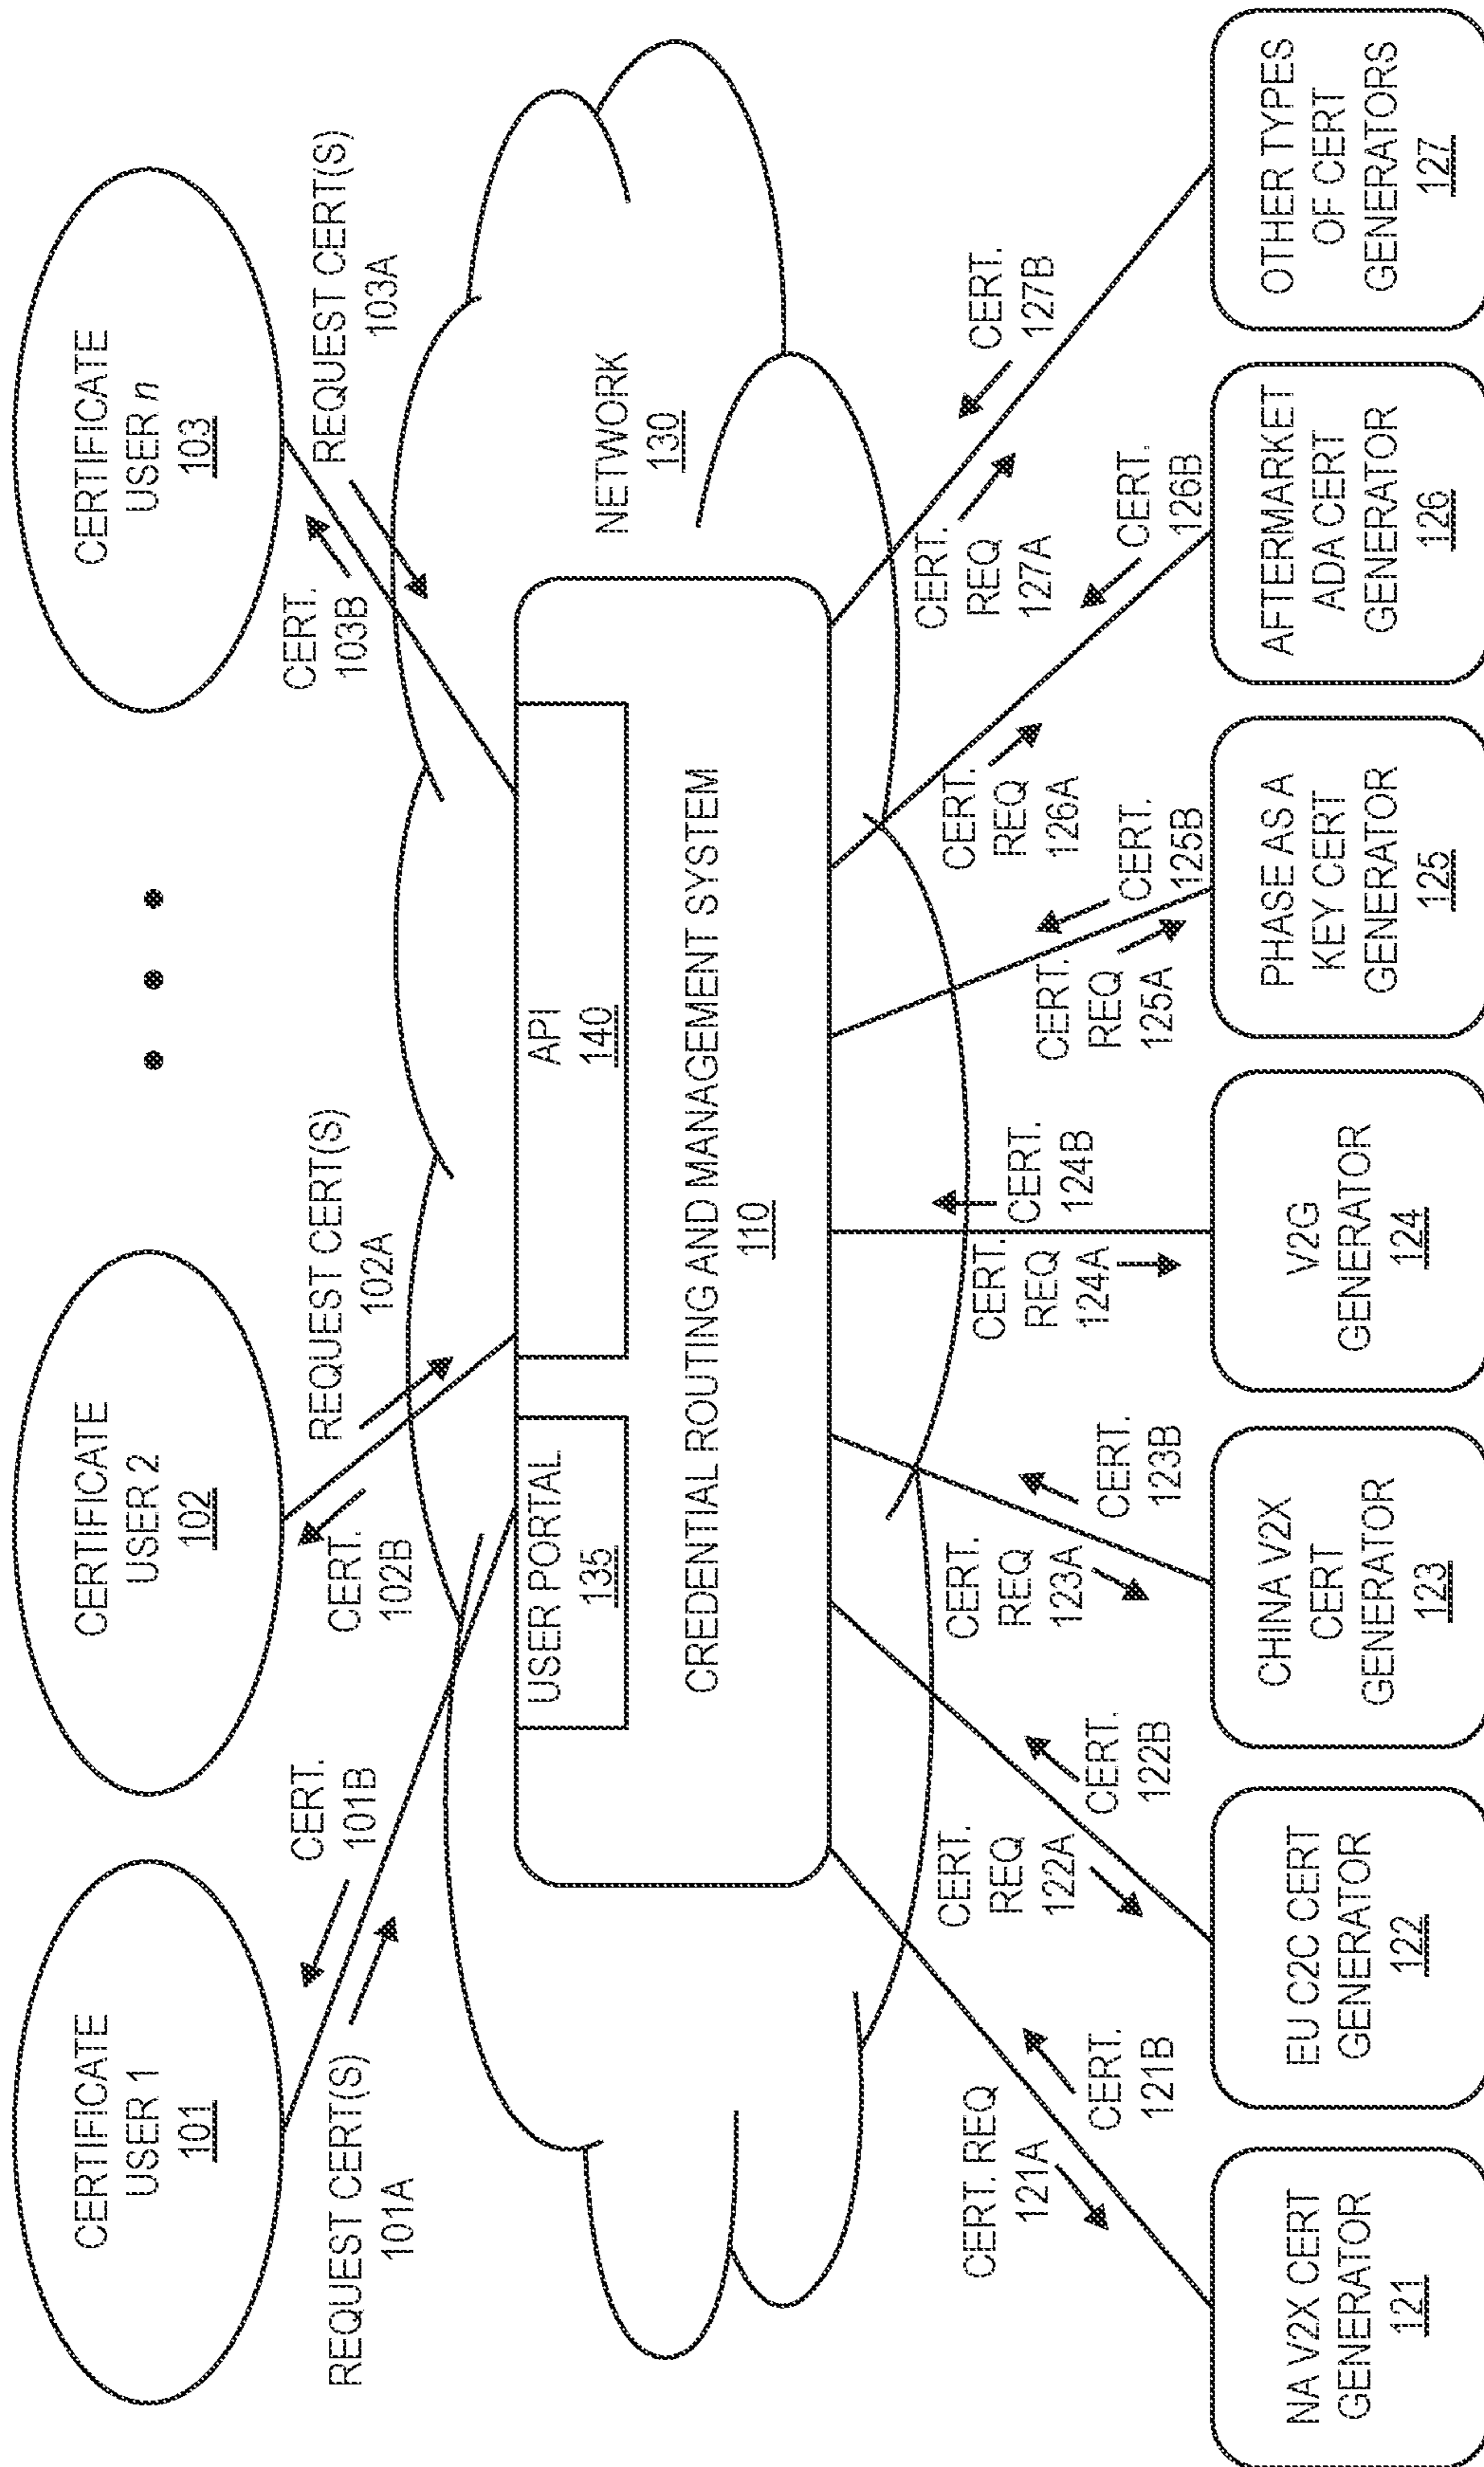 CERTIFICATE
USER 1
101
CERTIFICATE
USER 2
102
CERTIFICATE
USER n
103
REQUEST CERT(S)
101A
CERT.
101B
CERT.
102B
REQUEST CERT(S)
102A
CERT.
103B
REQUEST CERT(S)
103A
USER PORTAL
135
API
140
NETWORK
130
CREDENTIAL ROUTING AND MANAGEMENT SYSTEM
110
CERT. REQ
121A
CERT.
121B
CERT.
REQ
122A
CERT.
122B
CERT.
REQ
123A
CERT.
123B
CERT.
REQ
124A
CERT.
124B
CERT.
REQ
125A
CERT.
125B
CERT.
REQ
126A
CERT.
126B
CERT.
REQ
127A
CERT.
127B
NA V2X CERT
GENERATOR
121
EU C2C CERT
GENERATOR
122
CHINA V2X
CERT
GENERATOR
123
V2G
GENERATOR
124
PHASE AS A
KEY CERT
GENERATOR
125
AFTERMARKET
ADA CERT
GENERATOR
126
OTHER TYPES
OF CERT
GENERATORS
127